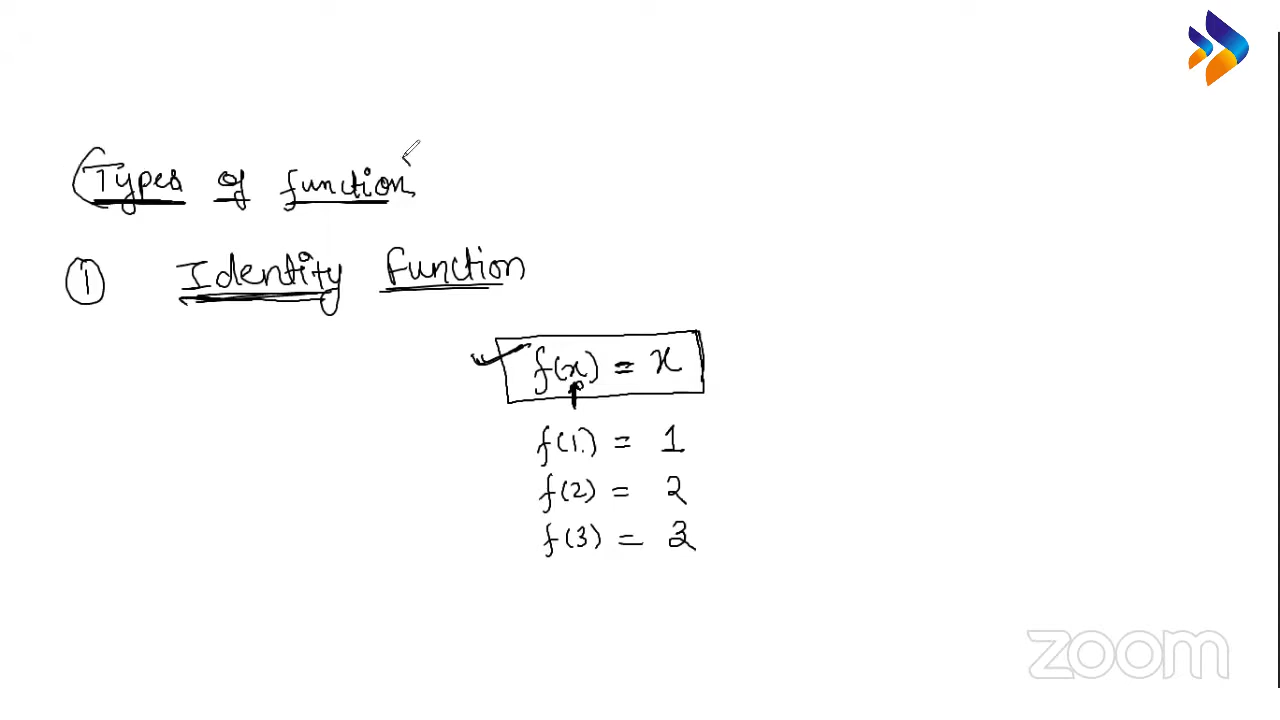 Types of function
① Identity function
f(x) = x
f(1) = 1
f(2) = 2
f(3) = 3
zoom